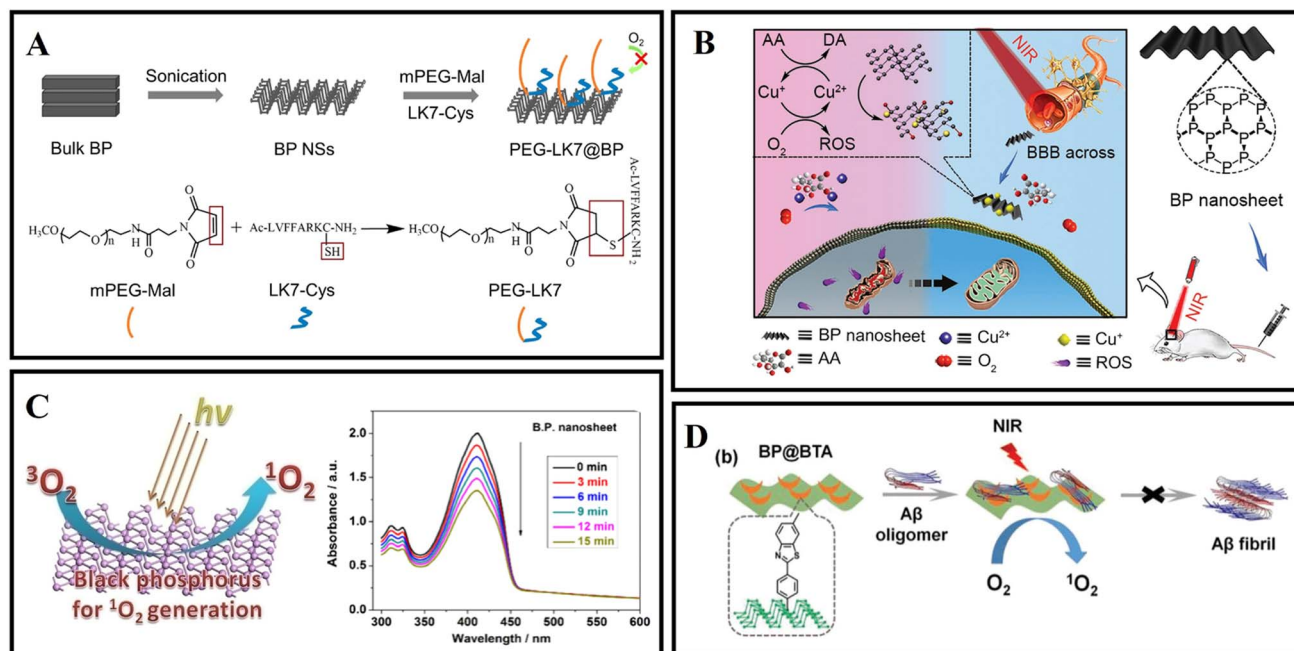 A
Sonication
mPEG-Mal
LK7-Cys
O2
Bulk BP
BP NSs
PEG-LK7@BP
H3CO
O
n
N
H
O
N
O
O
+
Ac-LVFFARKC-NH2
SH
H3CO
O
n
N
H
O
N
O
O
S
Ac-LVFFARKC-NH2
mPEG-Mal
LK7-Cys
PEG-LK7
B
AA
DA
Cu+
Cu2+
O2
ROS
NIR
BBB across
P P P
P P P P
P P P P
P P
BP nanosheet
NIR
≡ BP nanosheet
≡ Cu2+
≡ Cu+
≡ AA
≡ O2
≡ ROS
C
hν
3O2
1O2
Black phosphorus
for 1O2 generation
B.P. nanosheet
0 min
3 min
6 min
9 min
12 min
15 min
Absorbance / a.u.
2.0
1.5
1.0
0.5
0.0
300 350 400 450 500 550 600
Wavelength / nm
D
(b)
BP@BTA
N
S
Aβ
oligomer
NIR
O2
1O2
Aβ fibril